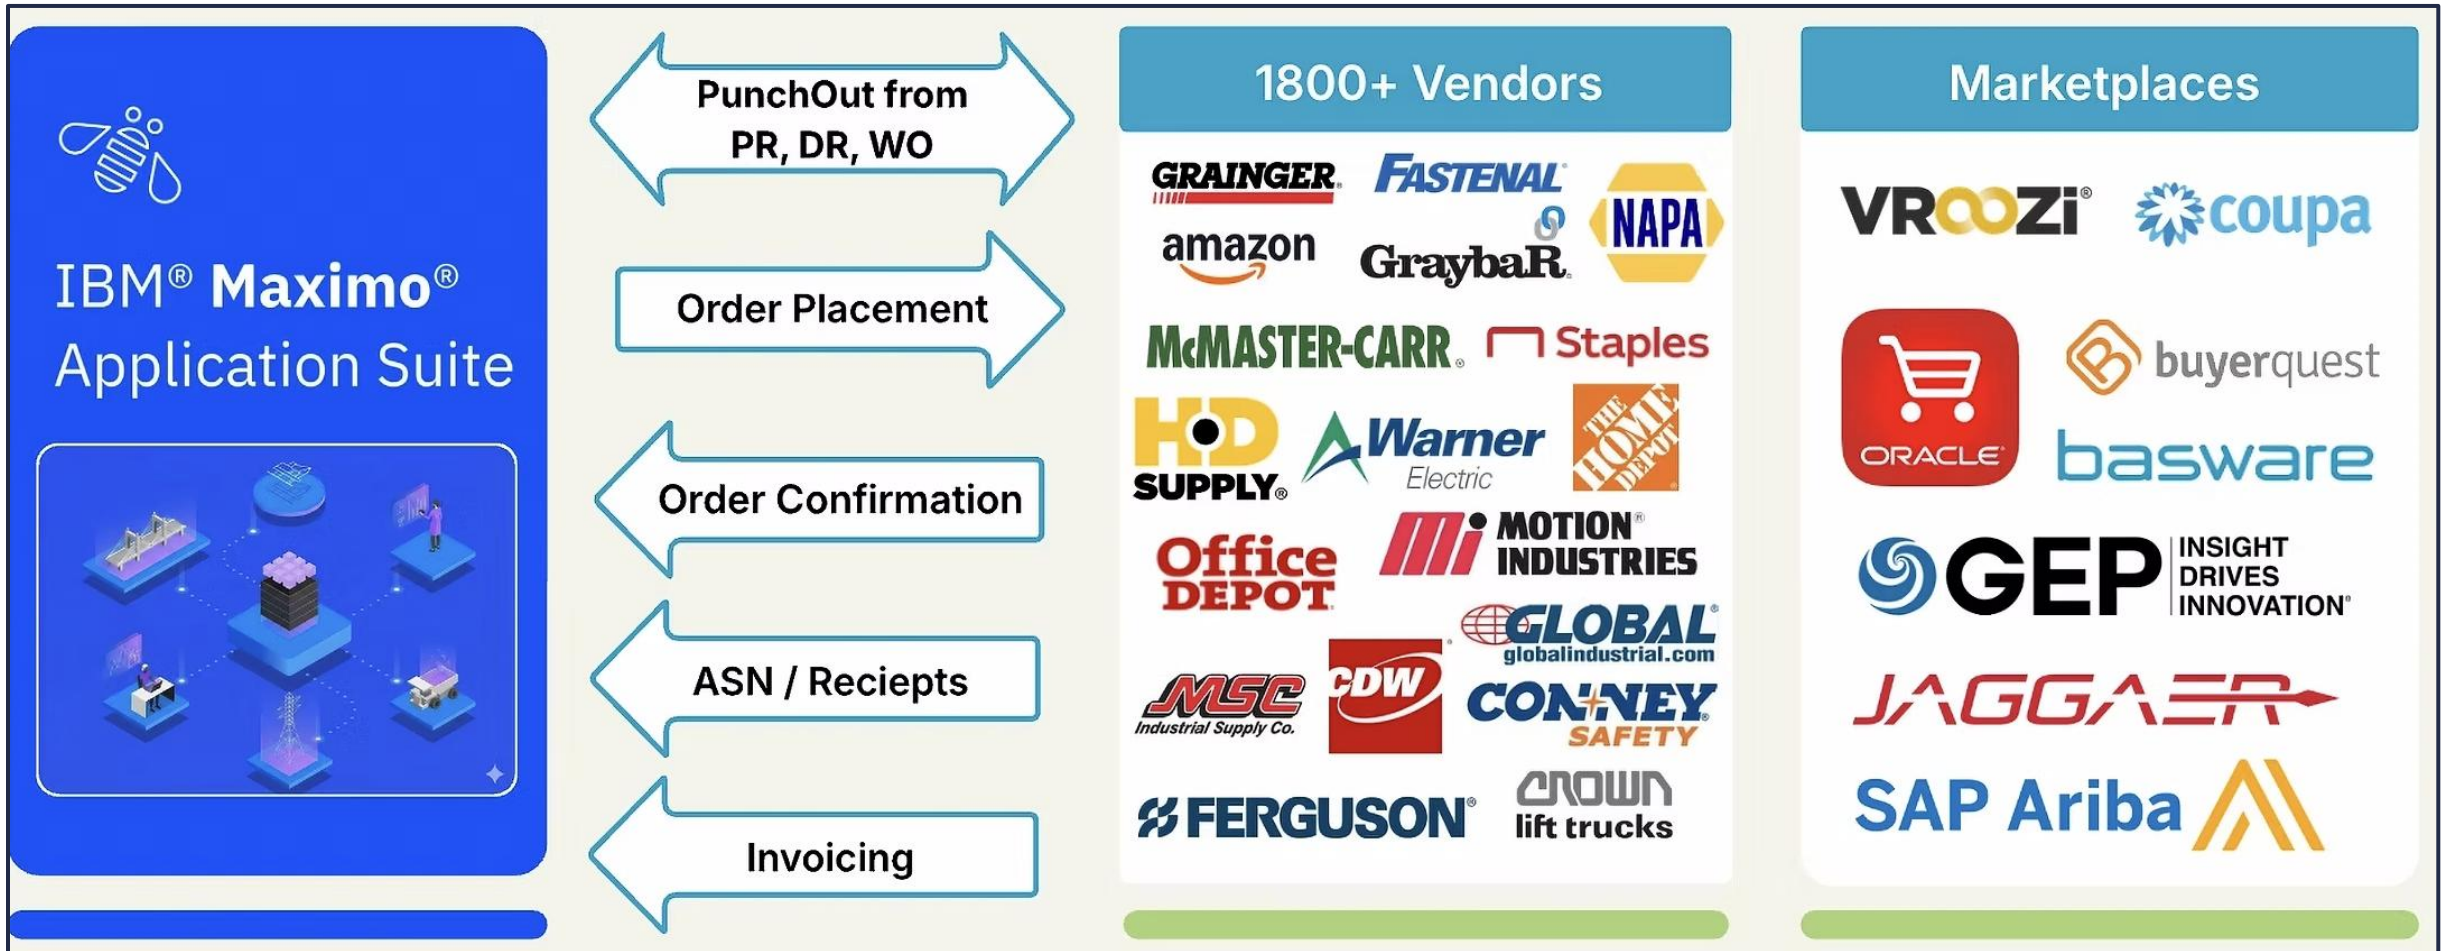 IBM® Maximo®
Application Suite
PunchOut from
PR, DR, WO
Order Placement
Order Confirmation
ASN / Reciepts
Invoicing
1800+ Vendors
GRAINGER®
FASTENAL®
NAPA
amazon
GraybaR®
McMASTER-CARR®
Staples
HD
SUPPLY®
Warner
Electric
THE
HOME
DEPOT
Office
DEPOT
Mi
MOTION®
INDUSTRIES
GLOBAL®
globalindustrial.com
MSC
Industrial Supply Co.
CDW
CONNEY
SAFETY
FERGUSON®
CROWN
lift trucks
Marketplaces
VROOZi®
coupa
ORACLE
buyerquest
basware
GEP
INSIGHT
DRIVES
INNOVATION®
JAGGAER
SAP Ariba